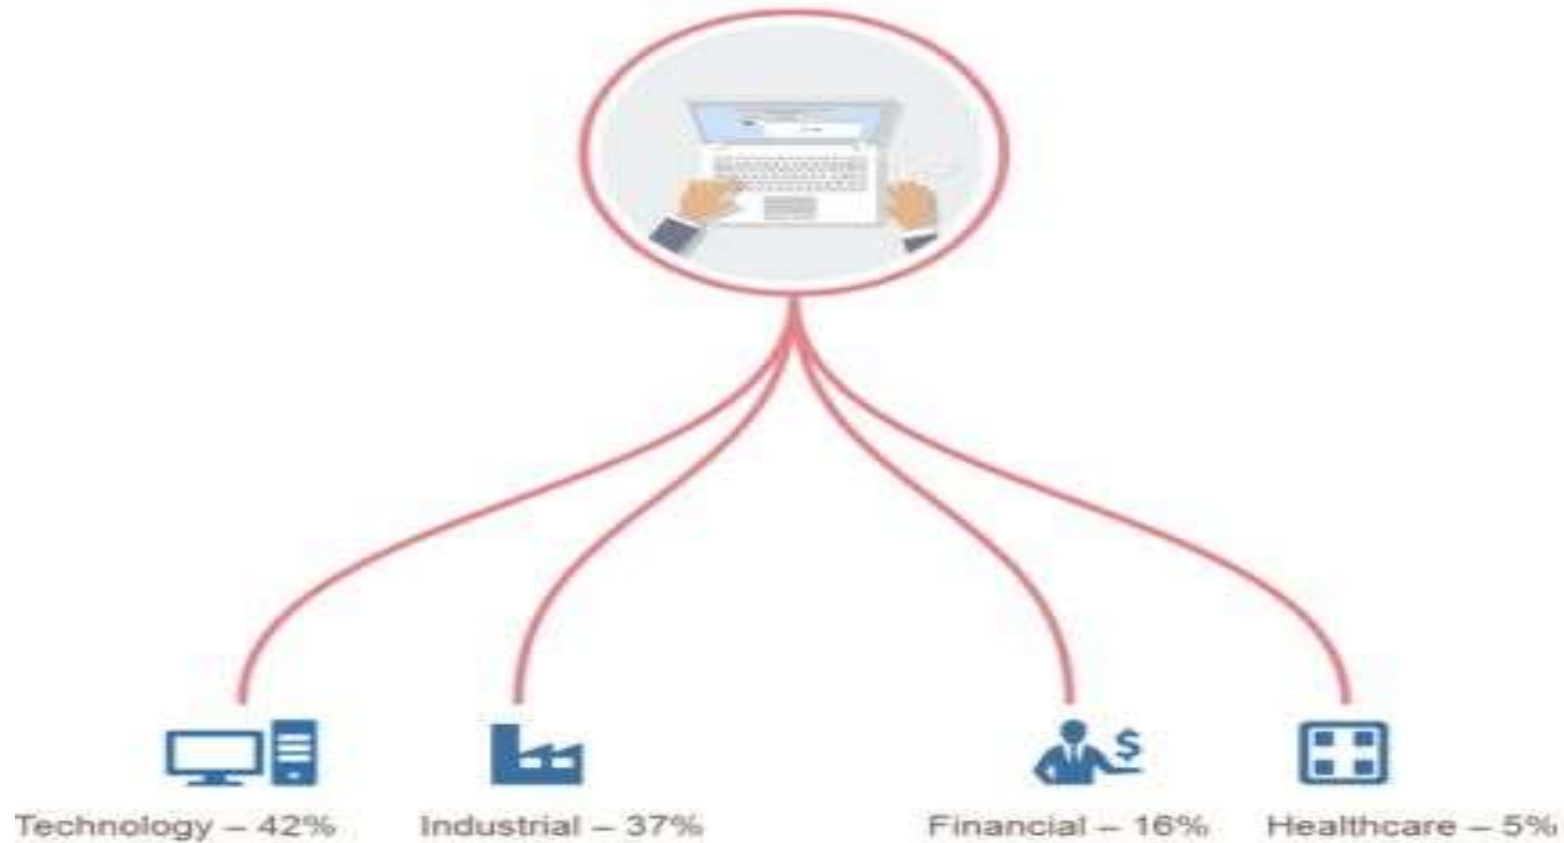 Technology – 42%
Industrial – 37%
$
Financial – 16%
Healthcare – 5%